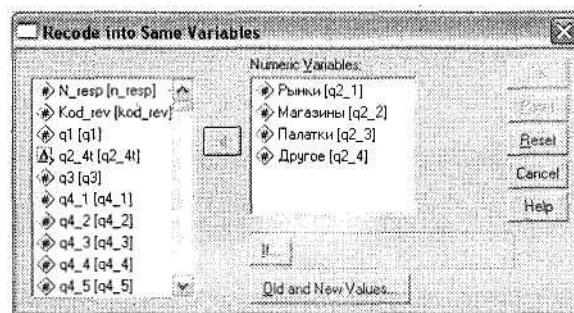 Recode into Same Variables
N_resp [n_resp]
Kod_rev [kod_rev]
q1 [q1]
q2_4t [q2_4t]
q3 [q3]
q4_1 [q4_1]
q4_2 [q4_2]
q4_3 [q4_3]
q4_4 [q4_4]
q4_5 [q4_5]
Numeric Variables:
Рынки [q2_1]
Магазины [q2_2]
Палатки [q2_3]
Другое [q2_4]
If...
Old and New Values...
Reset
Cancel
Help